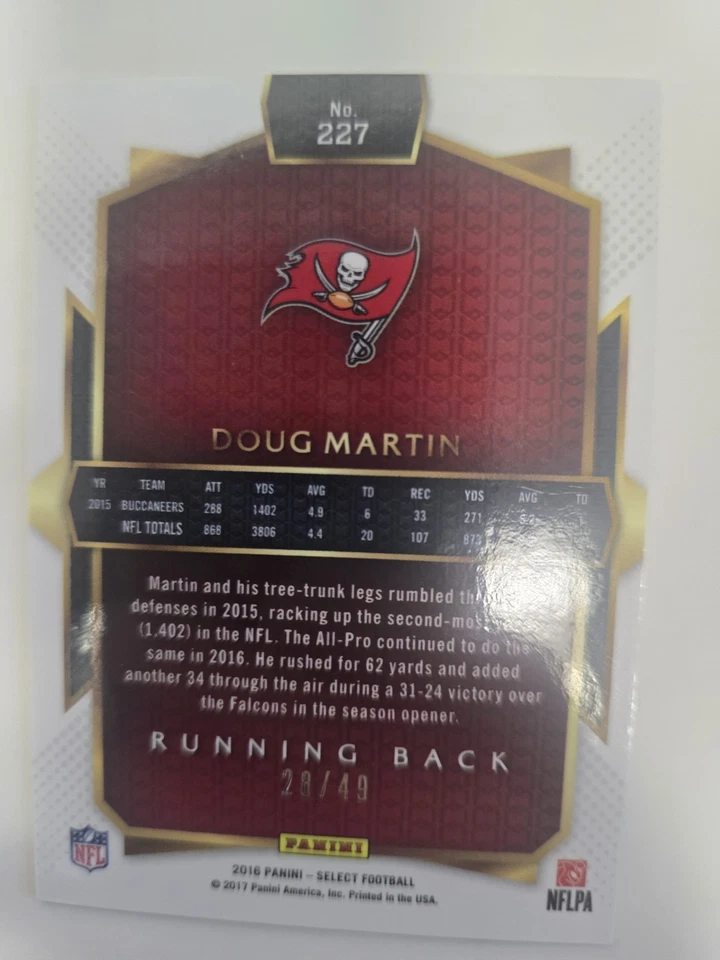 No.
227
DOUG MARTIN
YR TEAM ATT YDS AVG TD REC YDS AVG TD
2015 BUCCANEERS 288 1402 4.9 6 33 271
NFL TOTALS 868 3806 4.4 20 107
Martin and his tree-trunk legs rumbled
defenses in 2015, racking up the
(1,402) in the NFL. The All-Pro continued to do the
same in 2016. He rushed for 62 yards and added
another 34 through the air during a 31-24 victory over
the Falcons in the season opener.
RUNNING BACK
28/49
PANINI
NFL
2016 PANINI – SELECT FOOTBALL
© 2017 Panini America, Inc. Printed in the USA.
NFLPA